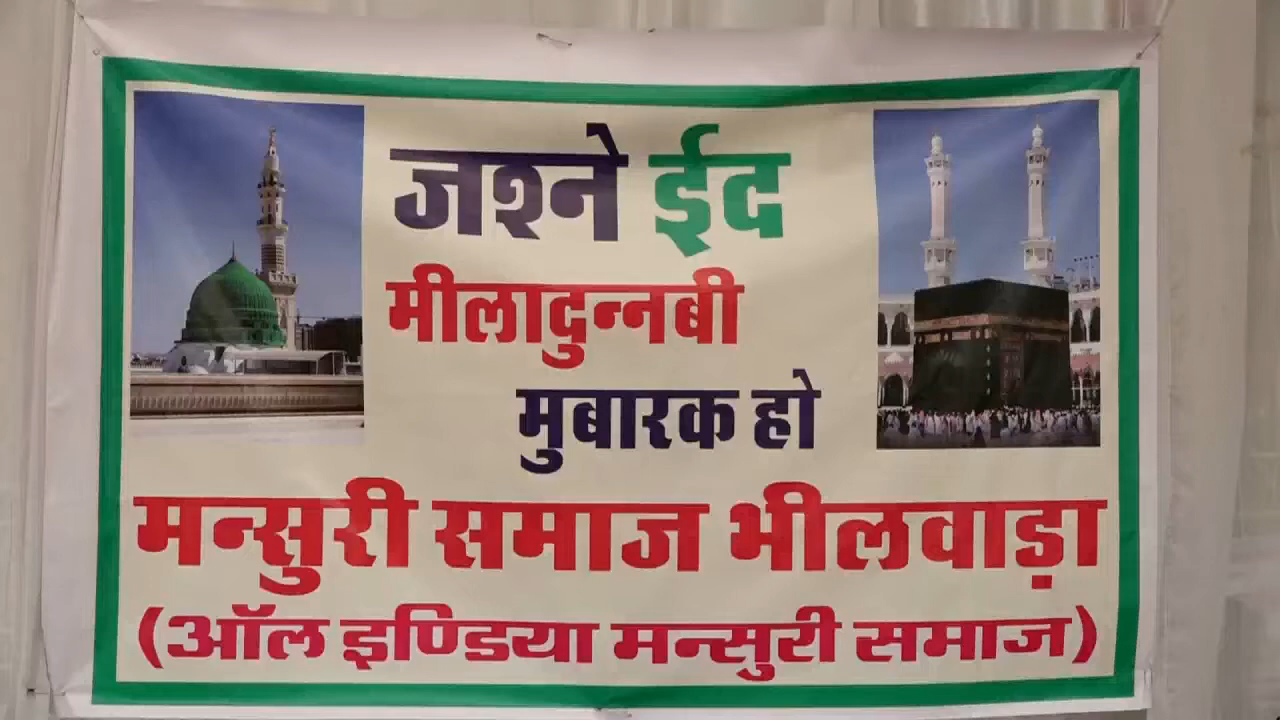 जश्ने ईद
मीलादुन्नबी
मुबारक हो
मन्सुरी समाज भीलवाड़ा
(ऑल इण्डिया मन्सुरी समाज)